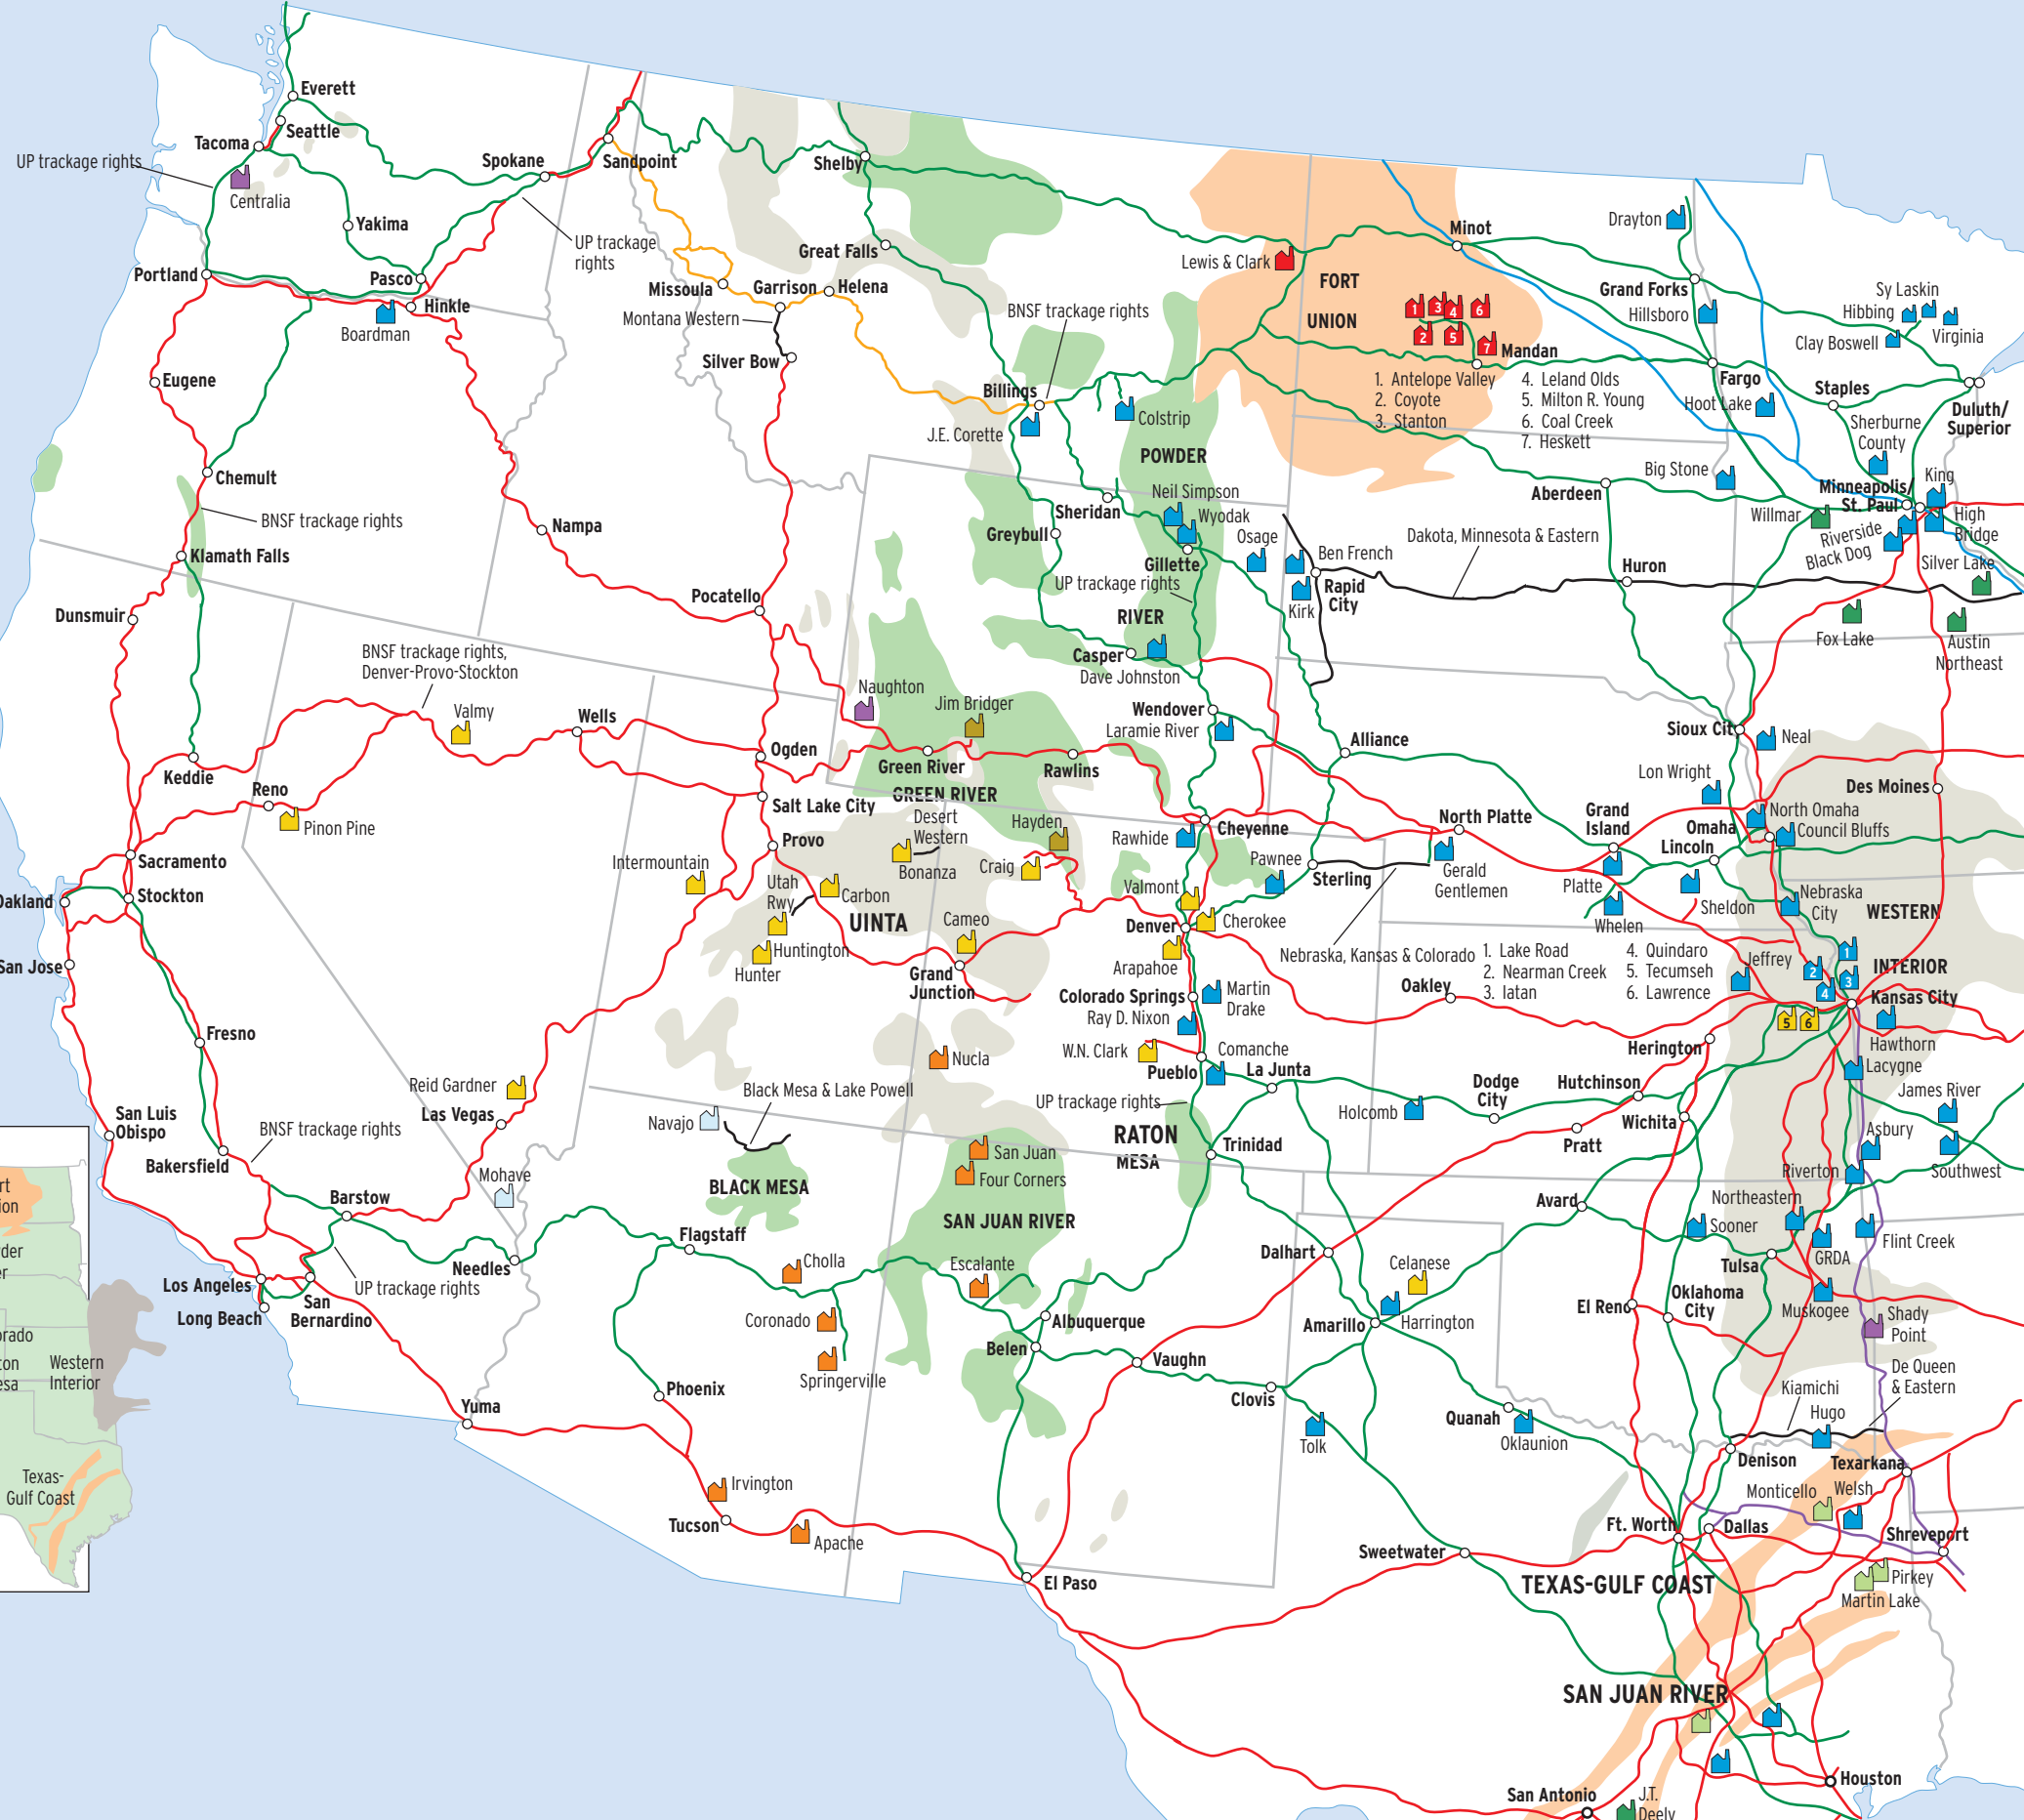 Everett
Seattle
Tacoma
UP trackage rights
Centralia
Spokane
Sandpoint
Yakima
UP trackage
rights
Portland
Pasco
Hinkle
Boardman
Shelby
Great Falls
Missoula
Garrison
Helena
Montana Western
Silver Bow
BNSF trackage rights
Billings
J.E. Corette
Colstrip
Lewis & Clark
FORT
UNION
Minot
1
3
4
6
2
5
7
Mandan
1. Antelope Valley
2. Coyote
3. Stanton
4. Leland Olds
5. Milton R. Young
6. Coal Creek
7. Heskett
Drayton
Grand Forks
Hillsboro
Sy Laskin
Hibbing
Clay Boswell
Virginia
Fargo
Staples
Hoot Lake
Duluth/
Superior
Sherburne
County
Big Stone
King
Minneapolis/
St. Paul
Willmar
Riverside
Black Dog
High
Bridge
Silver Lake
Fox Lake
Austin
Northeast
Eugene
Chemult
BNSF trackage rights
Klamath Falls
Nampa
Dunsmuir
Pocatello
POWDER
Neil Simpson
Wyodak
Sheridan
Greybull
Osage
Gillette
UP trackage rights
RIVER
Ben French
Rapid
City
Kirk
Dakota, Minnesota & Eastern
Aberdeen
Huron
Casper
Dave Johnston
Wendover
Laramie River
Alliance
BNSF trackage rights,
Denver-Provo-Stockton
Valmy
Wells
Keddie
Reno
Pinon Pine
Naughton
Jim Bridger
Ogden
Green River
Rawlins
GREEN RIVER
Salt Lake City
Provo
Desert
Western
Bonanza
Hayden
Craig
Rawhide
Cheyenne
Pawnee
Sterling
North Platte
Gerald
Gentlemen
Sioux City
Neal
Lon Wright
Des Moines
Grand
Island
Omaha
Lincoln
North Omaha
Council Bluffs
Platte
Whelen
Sheldon
Nebraska
City
WESTERN
INTERIOR
Sacramento
Stockton
Oakland
San Jose
Intermountain
Utah
Rwy
Carbon
UINTA
Huntington
Hunter
Cameo
Grand
Junction
Valmont
Denver
Cherokee
Arapahoe
Colorado Springs
Martin
Drake
Ray D. Nixon
Nebraska, Kansas & Colorado
Oakley
1. Lake Road
2. Nearman Creek
3. Iatan
4. Quindaro
5. Tecumseh
6. Lawrence
Jeffrey
1
2
3
4
5
6
Kansas City
Hawthorn
Lacygne
Fresno
Reid Gardner
Las Vegas
San Luis
Obispo
Bakersfield
BNSF trackage rights
Nucla
W.N. Clark
Pueblo
Comanche
La Junta
Black Mesa & Lake Powell
Navajo
UP trackage rights
RATON
MESA
Trinidad
Holcomb
Dodge
City
Hutchinson
Herington
Wichita
Pratt
James River
Asbury
Riverton
Southwest
Mohave
Barstow
BLACK MESA
San Juan
Four Corners
SAN JUAN RIVER
Avard
Northeastern
Sooner
Tulsa
GRDA
Flint Creek
Needles
Flagstaff
Cholla
Escalante
Dalhart
Celanese
UP trackage rights
Los Angeles
Long Beach
San
Bernardino
Coronado
Springerville
Albuquerque
Belen
Vaughn
Amarillo
Harrington
El Reno
Oklahoma
City
Muskogee
Shady
Point
De Queen
& Eastern
Kiamichi
Hugo
Yuma
Phoenix
Clovis
Tolk
Quanah
Oklaunion
Denison
Texarkana
Irvington
Tucson
Apache
El Paso
Sweetwater
Ft. Worth
Dallas
Monticello
Welsh
Shreveport
Pirkey
Martin Lake
TEXAS-GULF COAST
SAN JUAN RIVER
San Antonio
J.T.
Deely
Houston
Western
Interior
Texas-
Gulf Coast